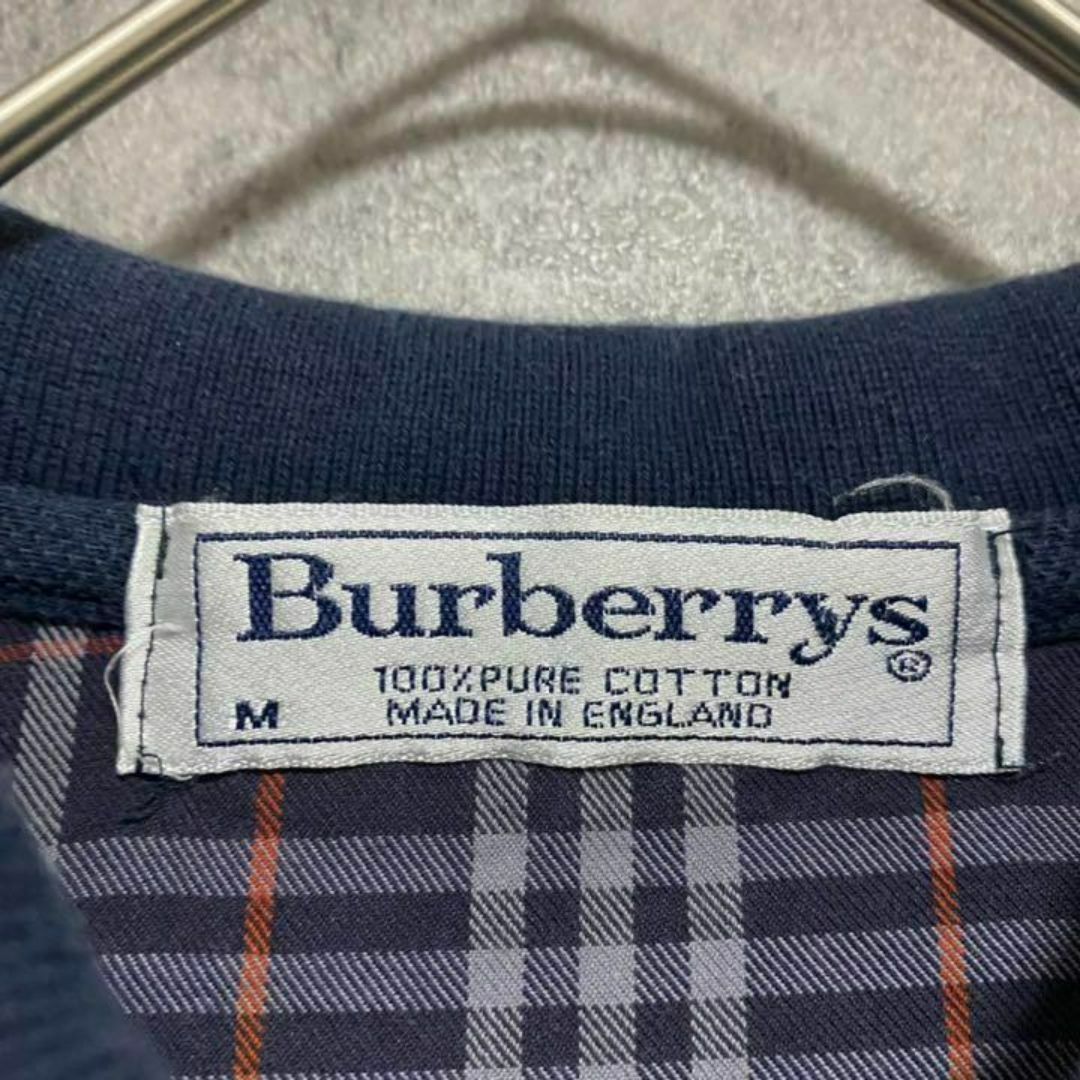 Burberrys®
100% PURE COTTON
M MADE IN ENGLAND